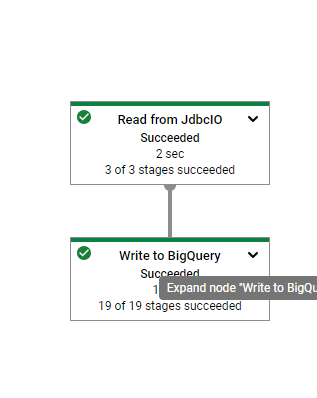 Read from JdbcIO
Succeeded
2 sec
3 of 3 stages succeeded
Write to BigQuery
Succeeded
Expand node "Write to
19 of 19 stages succeeded